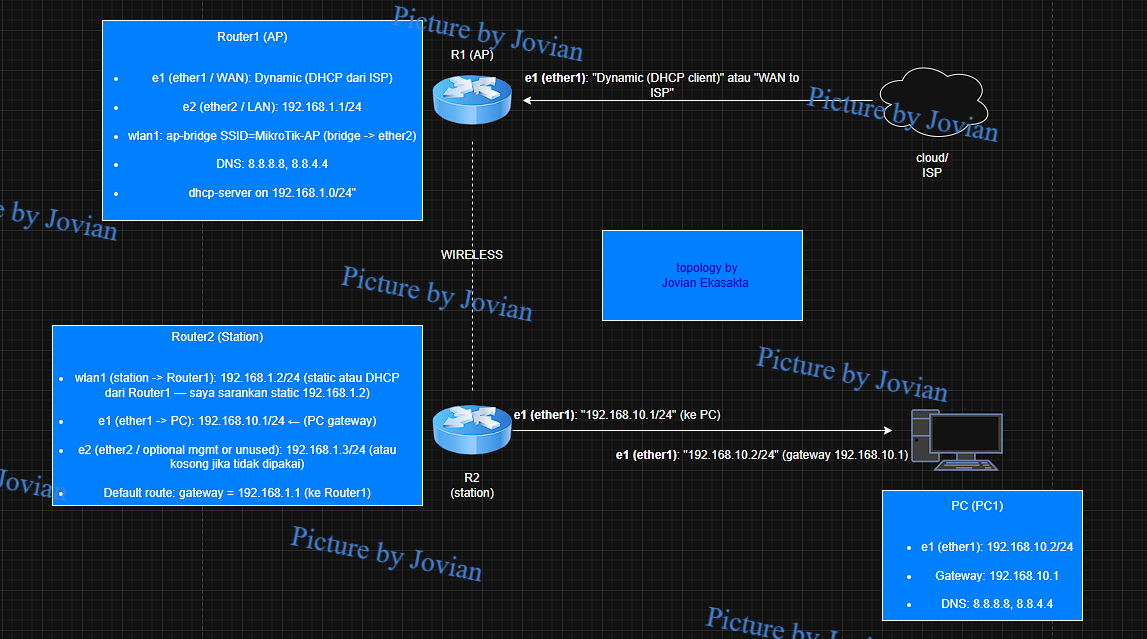 Picture by Jovian
Router1 (AP)
e1 (ether1 / WAN): Dynamic (DHCP dari ISP)
e2 (ether2 / LAN): 192.168.1.1/24
wlan1: ap-bridge SSID=MikroTik-AP (bridge -> ether2)
DNS: 8.8.8.8, 8.8.4.4
dhcp-server on 192.168.1.0/24"
R1 (AP)
e1 (ether1): "Dynamic (DHCP client)" atau "WAN to
ISP"
Picture by Jovian
cloud/
ISP
by Jovian
WIRELESS
topology by
Jovian Ekasakta
Picture by Jovian
Router2 (Station)
wlan1 (station -> Router1): 192.168.1.2/24 (static atau DHCP
dari Router1 — saya sarankan static 192.168.1.2)
e1 (ether1 -> PC): 192.168.10.1/24 ← (PC gateway)
e2 (ether2 / optional mgmt or unused): 192.168.1.3/24 (atau
kosong jika tidak dipakai)
Default route: gateway = 192.168.1.1 (ke Router1)
Picture by Jovian
e1 (ether1): "192.168.10.1/24" (ke PC)
e1 (ether1): "192.168.10.2/24" (gateway 192.168.10.1)
R2
(station)
Jovian
PC (PC1)
e1 (ether1): 192.168.10.2/24
Gateway: 192.168.10.1
DNS: 8.8.8.8, 8.8.4.4
Picture by Jovian
Picture by Jovian